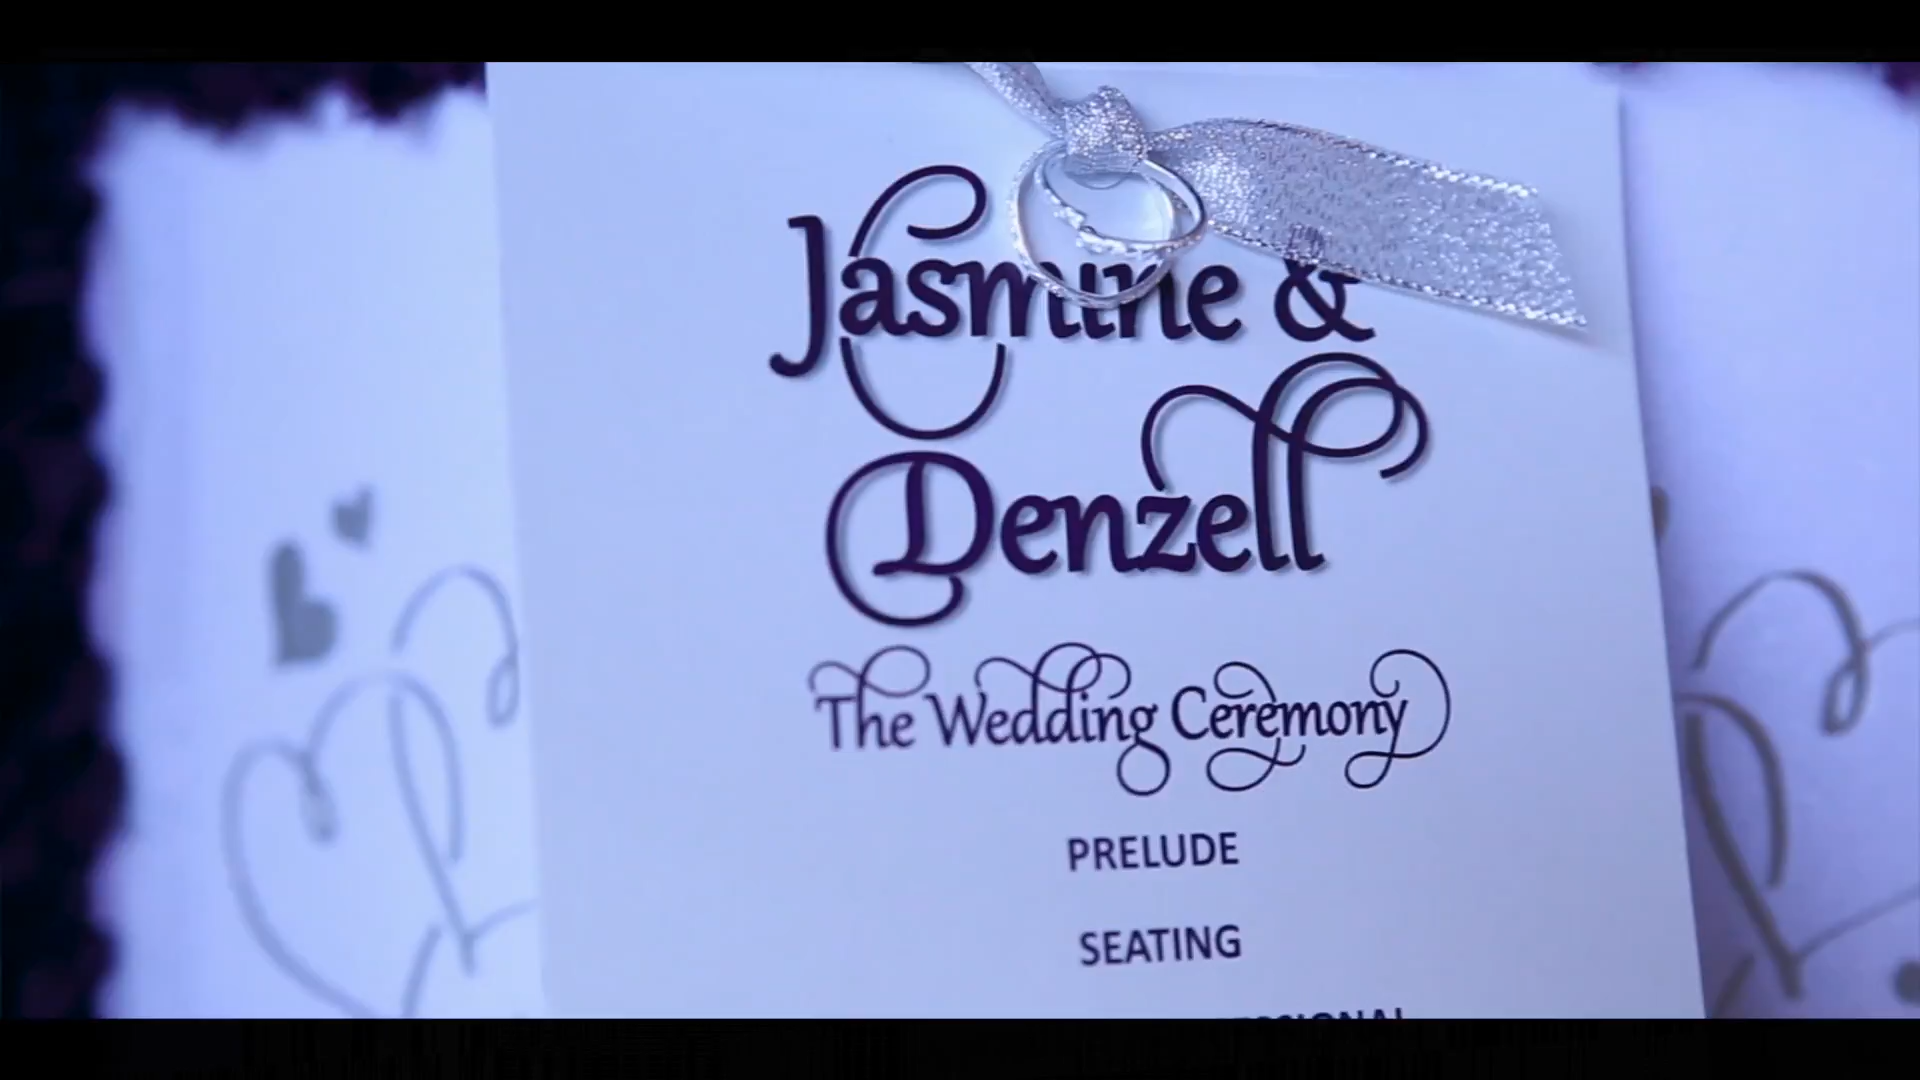 Jasmine &
Denzell
The Wedding Ceremony
PRELUDE
SEATING